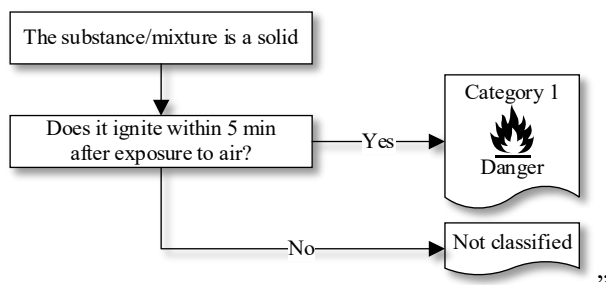 The substance/mixture is a solid
Does it ignite within 5 min
after exposure to air?
Yes
Category 1
Danger
No
Not classified
”